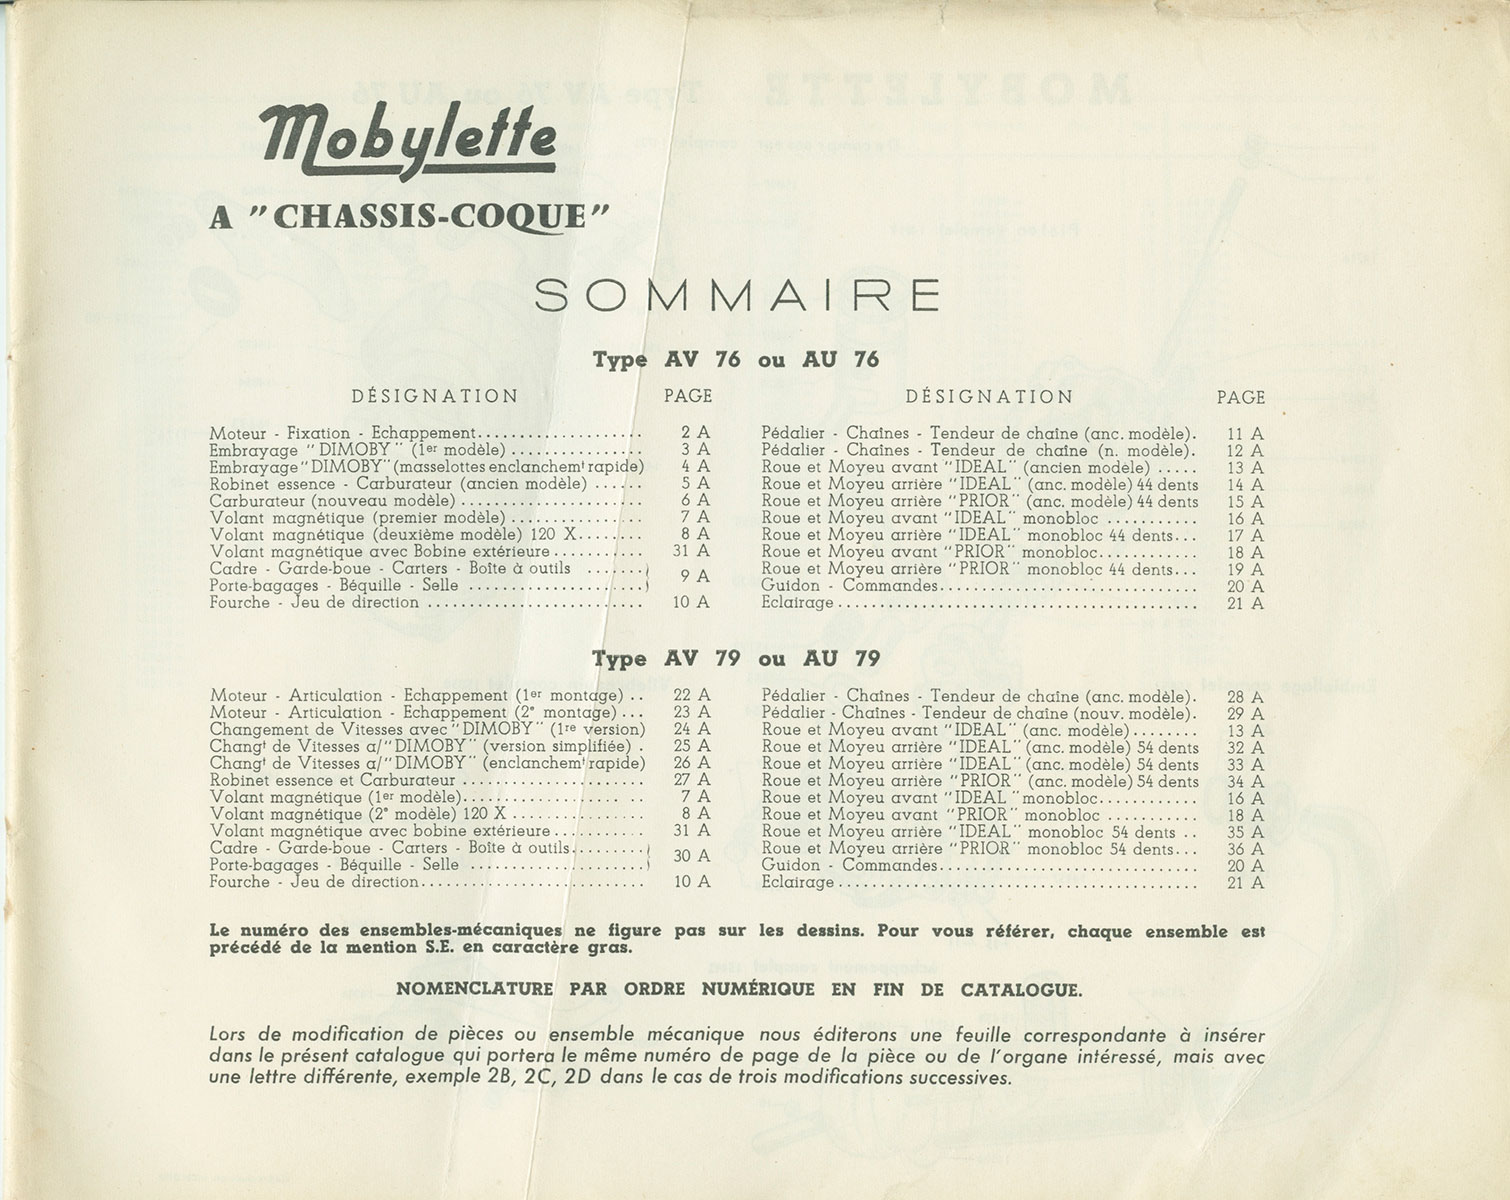 Mobylette
A "CHASSIS-COQUE"
SOMMAIRE
Type AV 76 ou AU 76
DÉSIGNATION PAGE
Moteur - Fixation - Echappement.................... 2 A
Embrayage "DIMOBY" (1er modèle) ................ 3 A
Embrayage "DIMOBY" (masselottes enclanchemt rapide) 4 A
Robinet essence - Carburateur (ancien modèle) ...... 5 A
Carburateur (nouveau modèle) ...................... 6 A
Volant magnétique (premier modèle) ................ 7 A
Volant magnétique (deuxième modèle) 120 X........ 8 A
Volant magnétique avec Bobine extérieure ........... 31 A
Cadre - Garde-boue - Carters - Boîte à outils ....... }
Porte-bagages - Béquille - Selle ..................... } 9 A
Fourche - Jeu de direction .......................... 10 A
DÉSIGNATION PAGE
Pédalier - Chaînes - Tendeur de chaîne (anc. modèle). 11 A
Pédalier - Chaînes - Tendeur de chaîne (n. modèle). 12 A
Roue et Moyeu avant "IDEAL" (ancien modele) ..... 13 A
Roue et Moyeu arrière "IDEAL" (anc. modèle) 44 dents 14 A
Roue et Moyeu arrière "PRIOR" (anc. modèle) 44 dents 15 A
Roue et Moyeu avant "IDEAL" monobloc ........... 16 A
Roue et Moyeu arrière "IDEAL" monobloc 44 dents... 17 A
Roue et Moyeu avant "PRIOR" monobloc............ 18 A
Roue et Moyeu arrière "PRIOR" monobloc 44 dents... 19 A
Guidon - Commandes............................... 20 A
Eclairage ........................................... 21 A
Type AV 79 ou AU 79
Moteur - Articulation - Echappement (1er montage) .. 22 A
Moteur - Articulation - Echappement (2e montage) ... 23 A
Changement de Vitesses avec "DIMOBY" (1re version) 24 A
Changt de Vitesses a/"DIMOBY" (version simplifiée) . 25 A
Changt de Vitesses a/"DIMOBY" (enclanchemt rapide) 26 A
Robinet essence et Carburateur ..................... 27 A
Volant magnétique (1er modèle)................... .. 7 A
Volant magnétique (2e modèle) 120 X ............... 8 A
Volant magnétique avec bobine extérieure ........... 31 A
Cadre - Garde-boue - Carters - Boîte à outils......... }
Porte-bagages - Béquille - Selle ..................... } 30 A
Fourche - Jeu de direction........................... 10 A
Pédalier - Chaînes - Tendeur de chaîne (anc. modèle). 28 A
Pédalier - Chaînes - Tendeur de chaîne (nouv. modèle). 29 A
Roue et Moyeu avant "IDEAL" (anc. modèle)........ 13 A
Roue et Moyeu arrière "IDEAL" (anc. modèle) 54 dents 32 A
Roue et Moyeu arrière "IDEAL" (anc. modèle) 54 dents 33 A
Roue et Moyeu arrière "PRIOR" (anc. modèle) 54 dents 34 A
Roue et Moyeu avant "IDEAL" monobloc............ 16 A
Roue et Moyeu avant "PRIOR" monobloc ........... 18 A
Roue et Moyeu arrière "IDEAL" monobloc 54 dents .. 35 A
Roue et Moyeu arrière "PRIOR" monobloc 54 dents... 36 A
Guidon - Commandes............................... 20 A
Eclairage ........................................... 21 A
Le numéro des ensembles-mécaniques ne figure pas sur les dessins. Pour vous référer, chaque ensemble est
précédé de la mention S.E. en caractère gras.
NOMENCLATURE PAR ORDRE NUMÉRIQUE EN FIN DE CATALOGUE.
Lors de modification de pièces ou ensemble mécanique nous éditerons une feuille correspondante à insérer
dans le présent catalogue qui portera le même numéro de page de la pièce ou de l'organe intéressé, mais avec
une lettre différente, exemple 2B, 2C, 2D dans le cas de trois modifications successives.